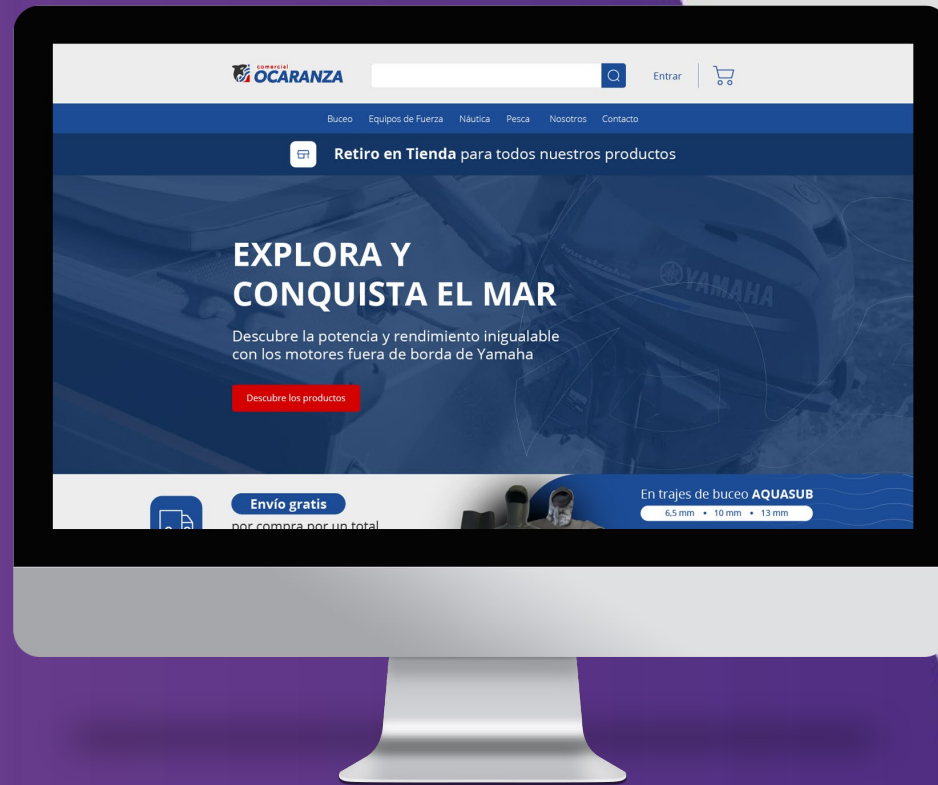 comercial
OCARANZA
Entrar
Buceo Equipos de Fuerza Náutica Pesca Nosotros Contacto
Retiro en Tienda para todos nuestros productos
EXPLORA Y
CONQUISTA EL MAR
Descubre la potencia y rendimiento inigualable
con los motores fuera de borda de Yamaha
Descubre los productos
YAMAHA
Envío gratis
por compra por un total
En trajes de buceo AQUASUB
6,5 mm • 10 mm • 13 mm